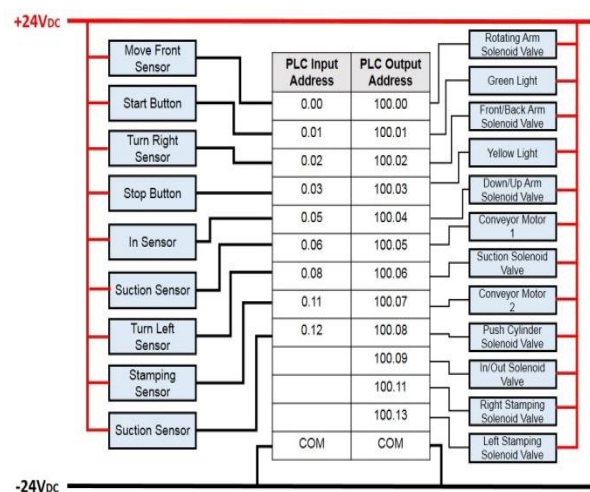 +24VDC
Move Front
Sensor
Start Button
Turn Right
Sensor
Stop Button
In Sensor
Suction Sensor
Turn Left
Sensor
Stamping
Sensor
Suction Sensor
PLC Input
Address
PLC Output
Address
0.00 100.00
0.01 100.01
0.02 100.02
0.03 100.03
0.05 100.04
0.06 100.05
0.08 100.06
0.11 100.07
0.12 100.08
100.09
100.11
100.13
COM COM
Rotating Arm
Solenoid Valve
Green Light
Front/Back Arm
Solenoid Valve
Yellow Light
Down/Up Arm
Solenoid Valve
Conveyor Motor
1
Suction Solenoid
Valve
Conveyor Motor
2
Push Cylinder
Solenoid Valve
In/Out Solenoid
Valve
Right Stamping
Solenoid Valve
Left Stamping
Solenoid Valve
-24VDC